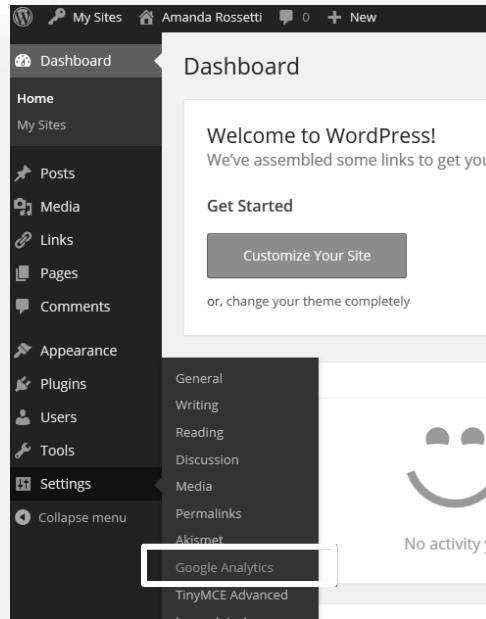 My Sites Amanda Rossetti 0 + New
Dashboard
Home
My Sites
Posts
Media
Links
Pages
Comments
Appearance
Plugins
Users
Tools
Settings
Collapse menu
Dashboard
Welcome to WordPress!
We've assembled some links to get you
Get Started
Customize Your Site
or, change your theme completely
General
Writing
Reading
Discussion
Media
Permalinks
Akismet
Google Analytics
TinyMCE Advanced
No activity